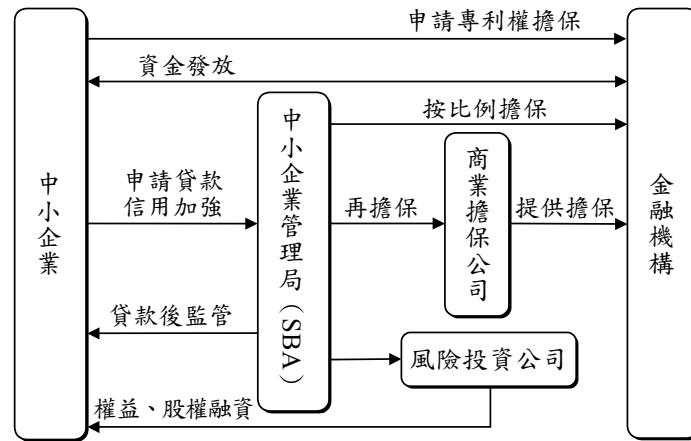 申請專利權擔保
資金發放
按比例擔保
中小企業
申請貸款
信用加強
中小企業管理局（SBA）
再擔保
商業擔保公司
提供擔保
金融機構
貸款後監管
風險投資公司
權益、股權融資